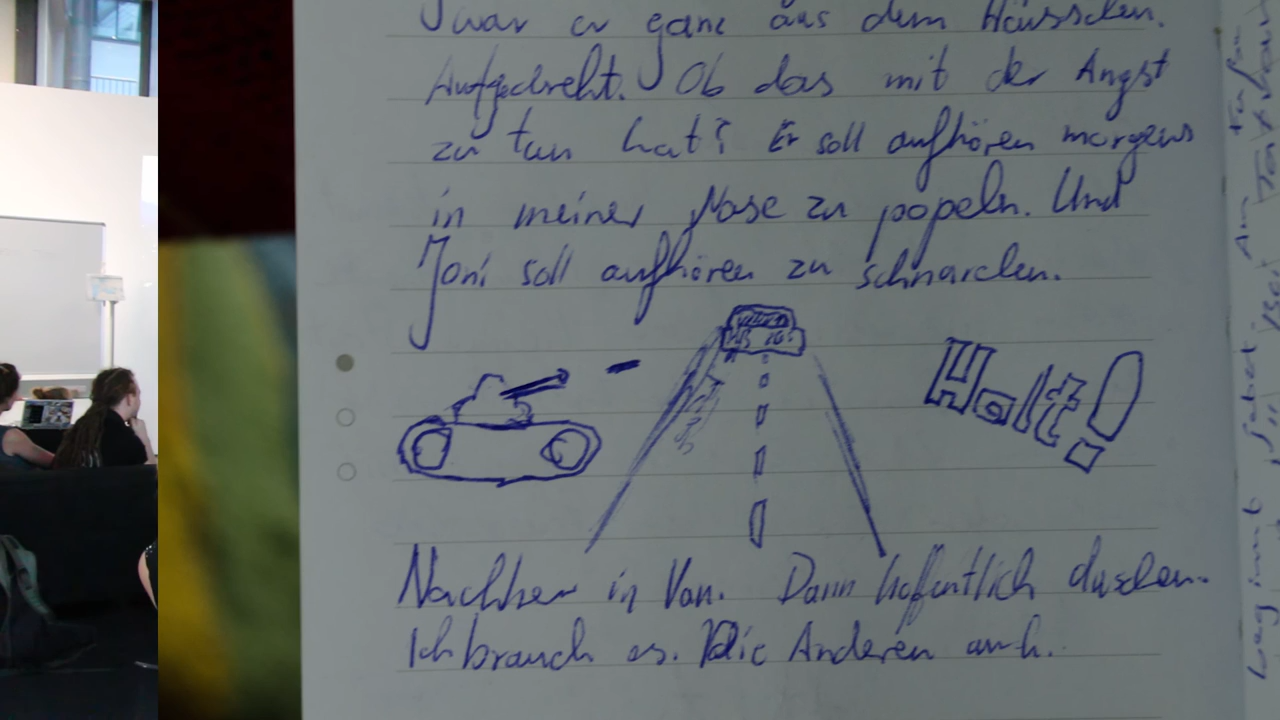 war er ganz aus dem Häusschen.
Aufgedreht. Ob das mit der Angst
zu tun hat? Er soll aufhören morgens
in meiner Nase zu popeln. Und
Joni soll aufhören zu schnarchen.
Halt!
Nachher in Van. Dann hoffentlich duschen.
Ich brauch es. Die Anderen auch.